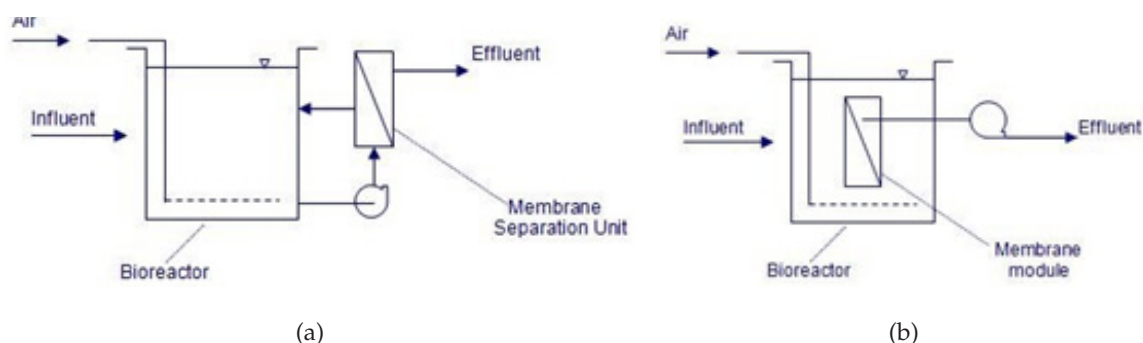 Air
Effluent
Influent
Membrane
Separation Unit
Bioreactor
(a)
Air
Influent
Effluent
Membrane
module
Bioreactor
(b)